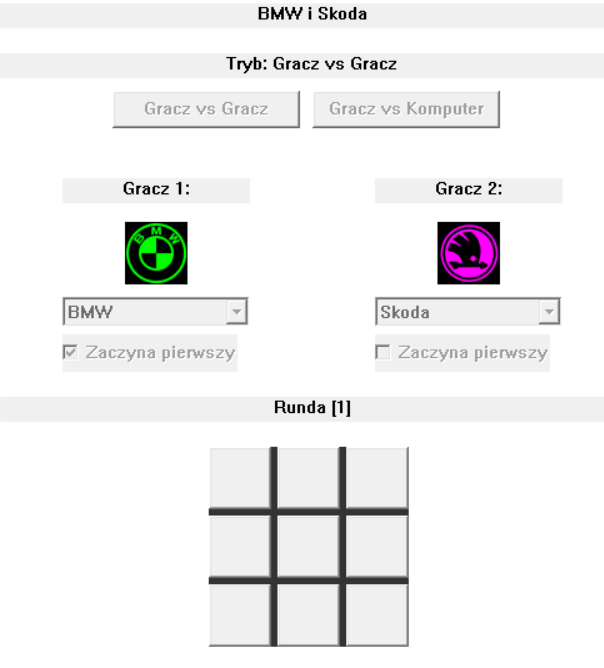 BMW i Skoda
Tryb: Gracz vs Gracz
Gracz vs Gracz Gracz vs Komputer
Gracz 1: Gracz 2:
BMW
BMW Skoda
Zaczyna pierwszy Zaczyna pierwszy
Runda [1]